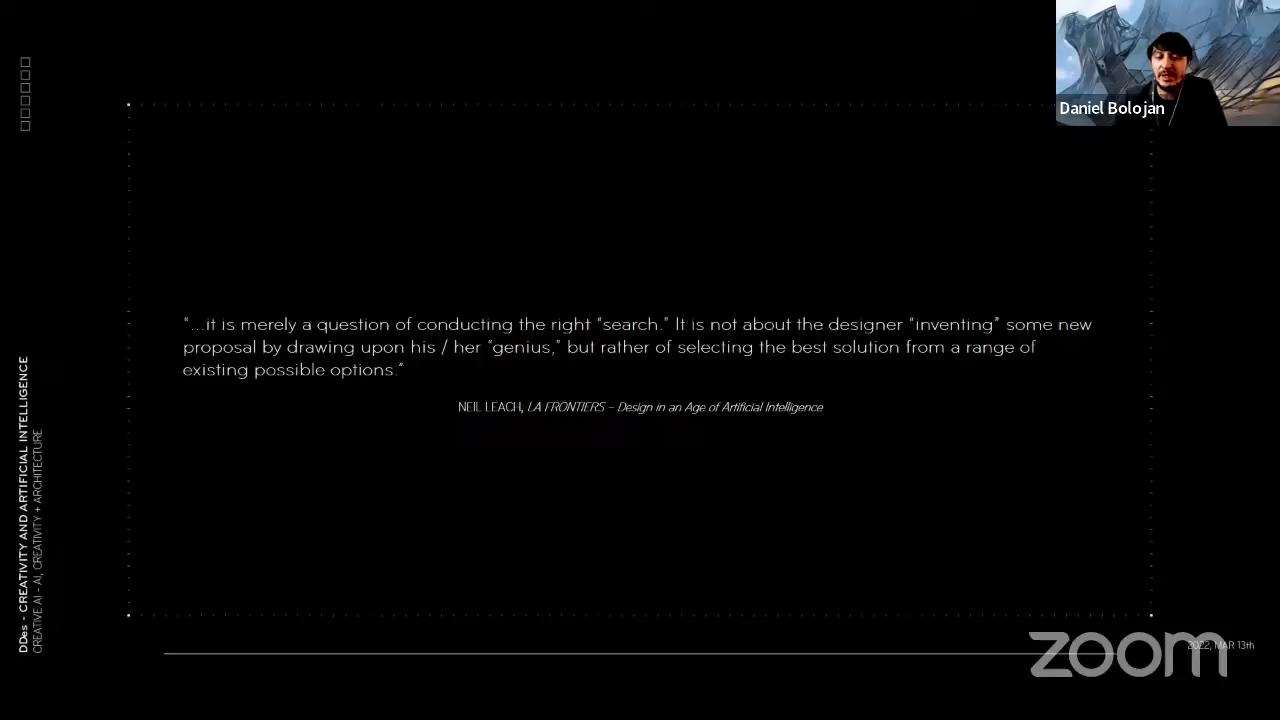 Daniel Bolojan
“...it is merely a question of conducting the right “search.” It is not about the designer “inventing” some new
proposal by drawing upon his / her “genius,” but rather of selecting the best solution from a range of
existing possible options.”
NEIL LEACH, LA FRONTIERS – Design in an Age of Artificial Intelligence
DDes - CREATIVITY AND ARTIFICIAL INTELLIGENCE
CREATIVE AI - AI, CREATIVITY + ARCHITECTURE
2022, MAR 13th
zoom